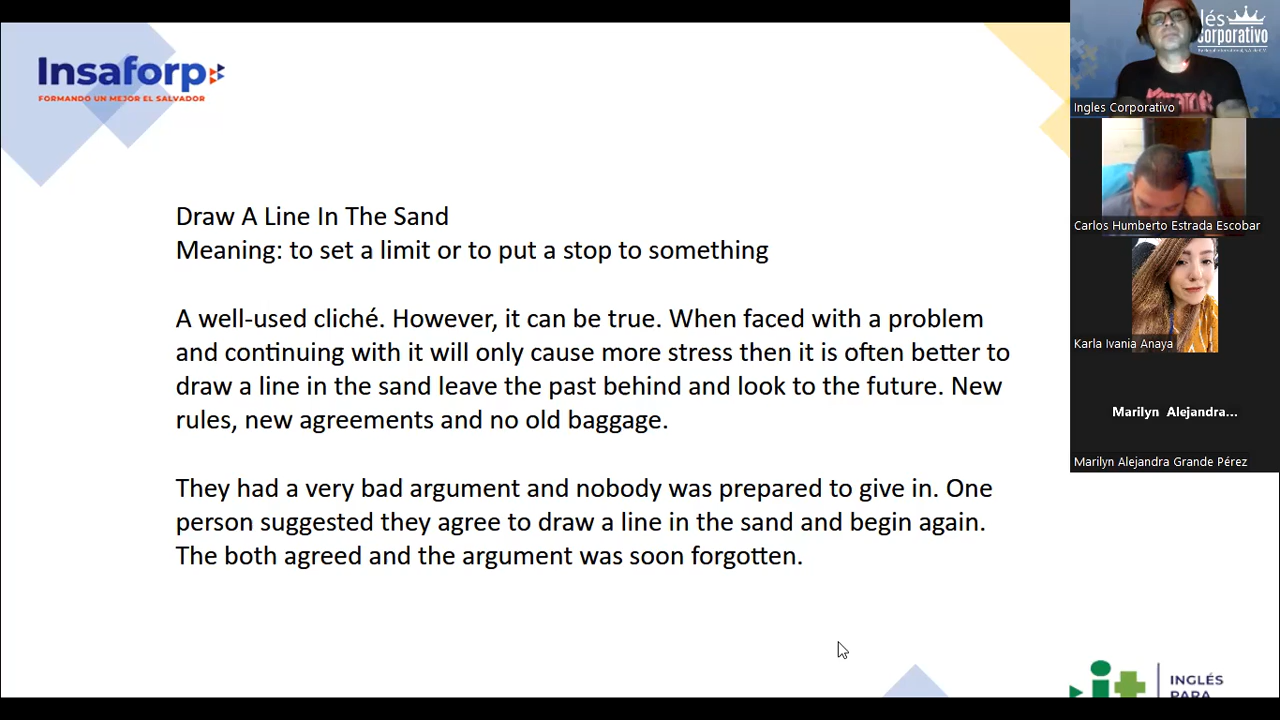 Insaforp
FORMANDO UN MEJOR EL SALVADOR
Draw A Line In The Sand
Meaning: to set a limit or to put a stop to something
A well-used cliché. However, it can be true. When faced with a problem
and continuing with it will only cause more stress then it is often better to
draw a line in the sand leave the past behind and look to the future. New
rules, new agreements and no old baggage.
They had a very bad argument and nobody was prepared to give in. One
person suggested they agree to draw a line in the sand and begin again.
The both agreed and the argument was soon forgotten.
lés
corporativo
Ingles Corporativo
Carlos Humberto Estrada Escobar
Karla Ivania Anaya
Marilyn Alejandra...
Marilyn Alejandra Grande Pérez
INGLÉS
PARA